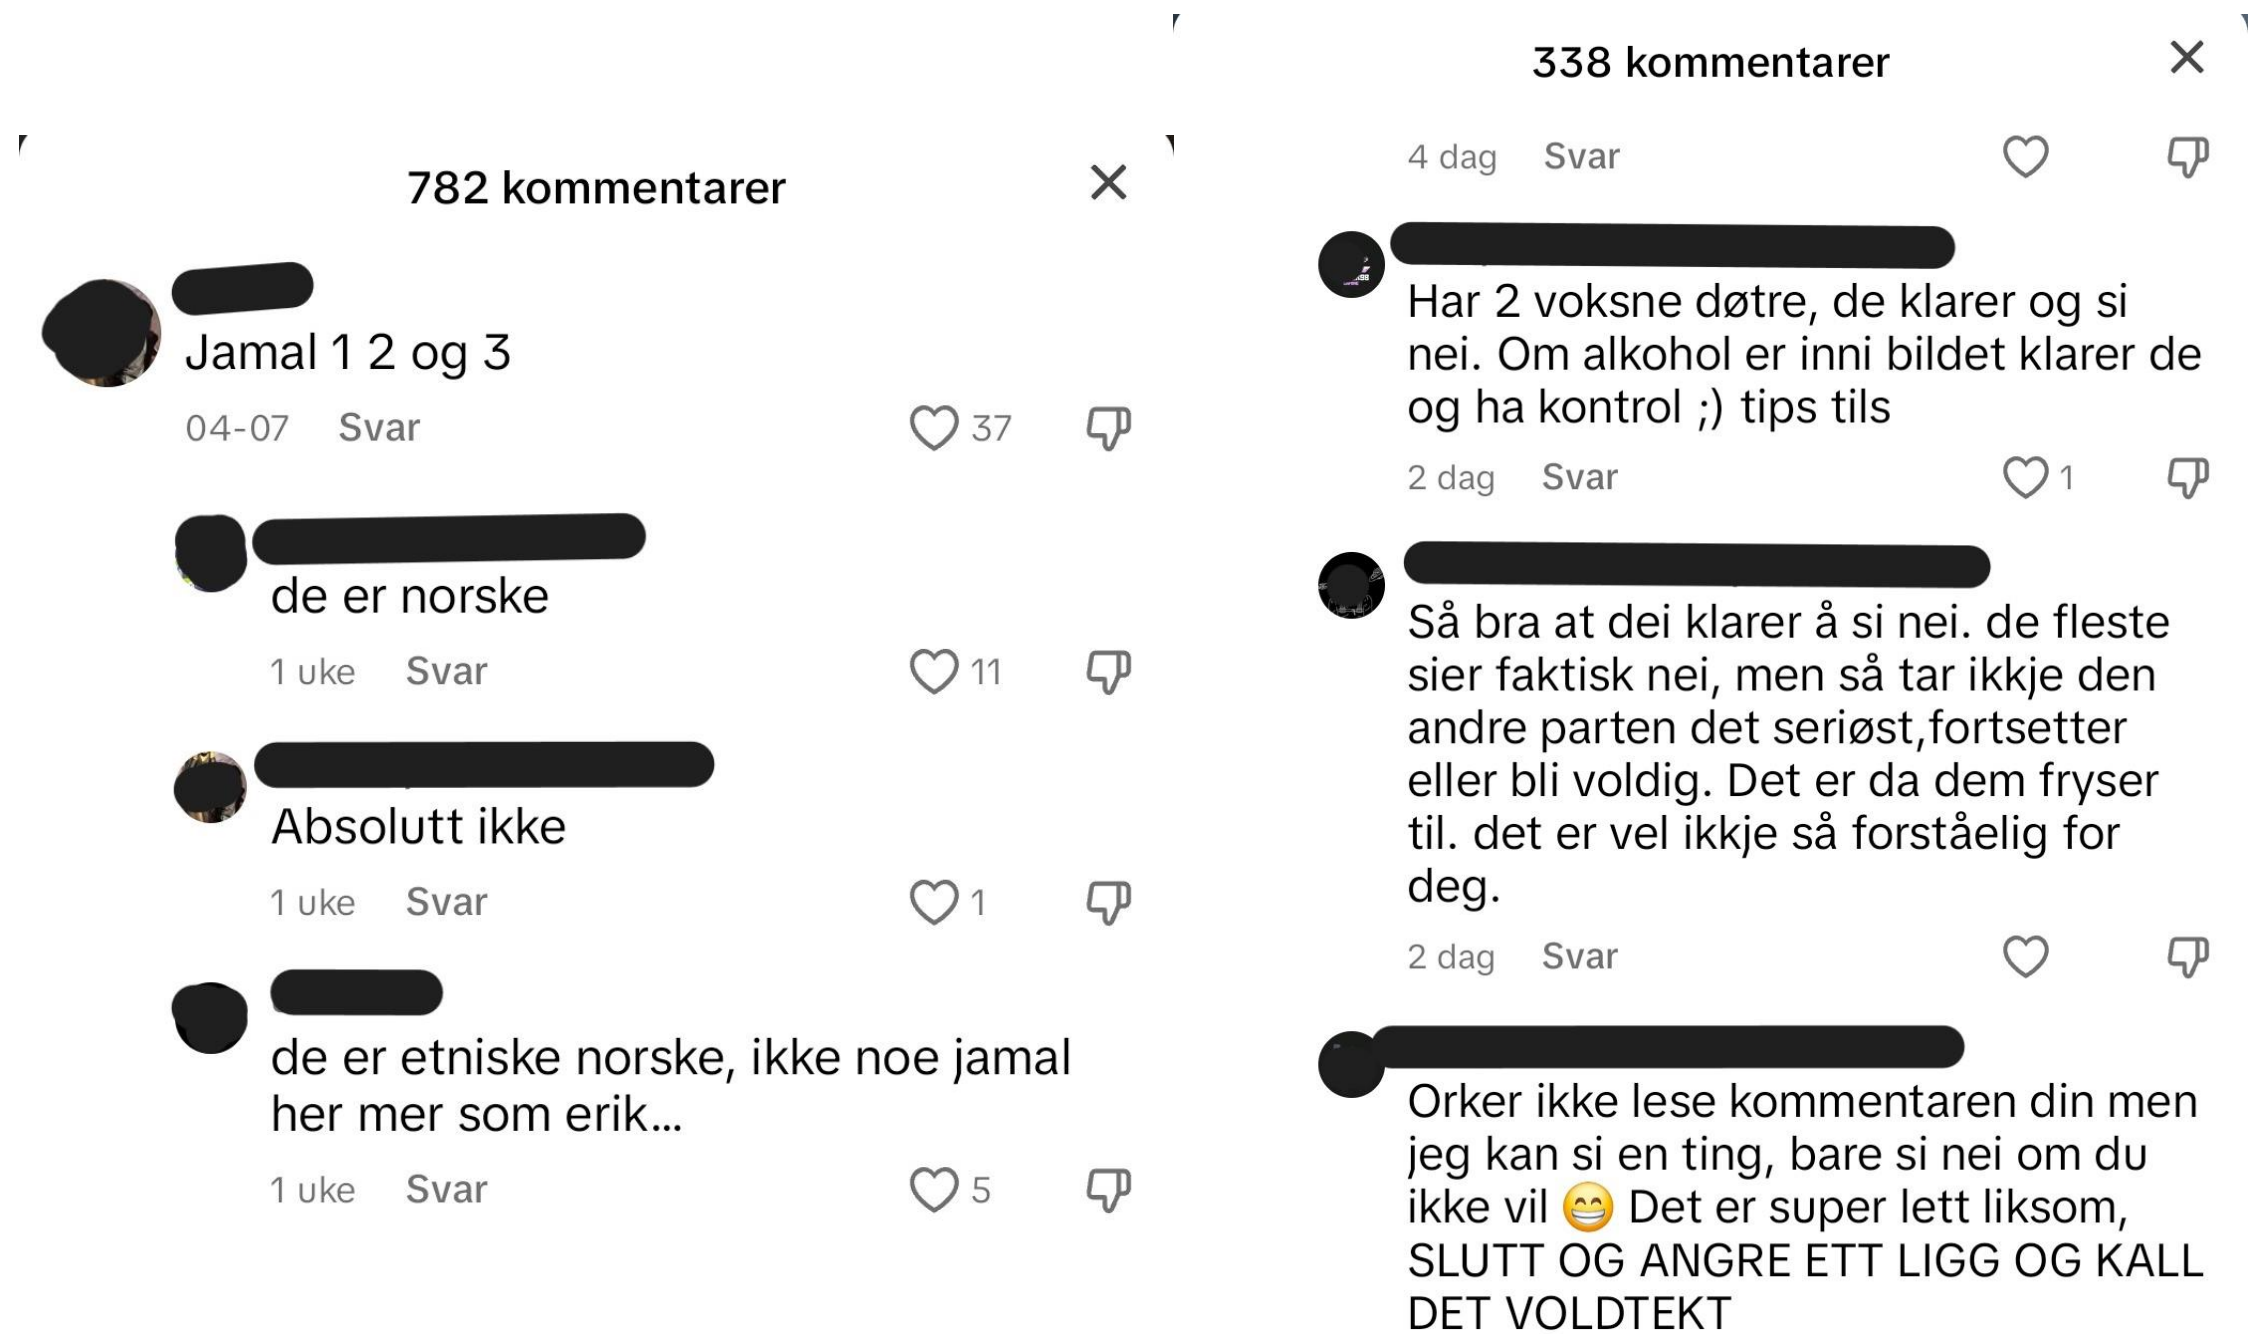 782 kommentarer
Jamal 1 2 og 3
04-07 Svar 37
de er norske
1 uke Svar 11
Absolutt ikke
1 uke Svar 1
de er etniske norske, ikke noe jamal
her mer som erik...
1 uke Svar 5
338 kommentarer
4 dag Svar
Har 2 voksne døtre, de klarer og si
nei. Om alkohol er inni bildet klarer de
og ha kontrol ;) tips tils
2 dag Svar 1
Så bra at dei klarer å si nei. de fleste
sier faktisk nei, men så tar ikkje den
andre parten det seriøst,fortsetter
eller bli voldig. Det er da dem fryser
til. det er vel ikkje så forståelig for
deg.
2 dag Svar
Orker ikke lese kommentaren din men
jeg kan si en ting, bare si nei om du
ikke vil 😁 Det er super lett liksom,
SLUTT OG ANGRE ETT LIGG OG KALL
DET VOLDTEKT